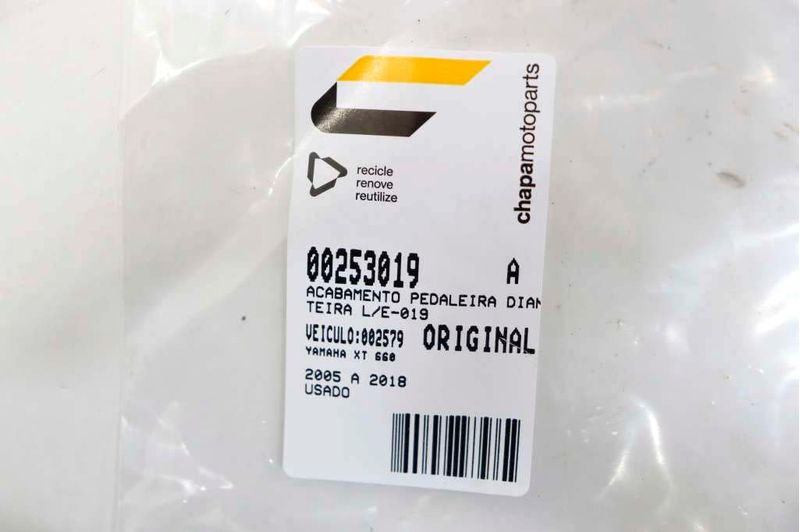 chapamotoparts
recicle
renove
reutilize
00253019 A
ACABAMENTO PEDALEIRA DIAN
TEIRA L/E-019
VEICULO:002579 ORIGINAL
YAMAHA XT 660
2005 A 2018
USADO